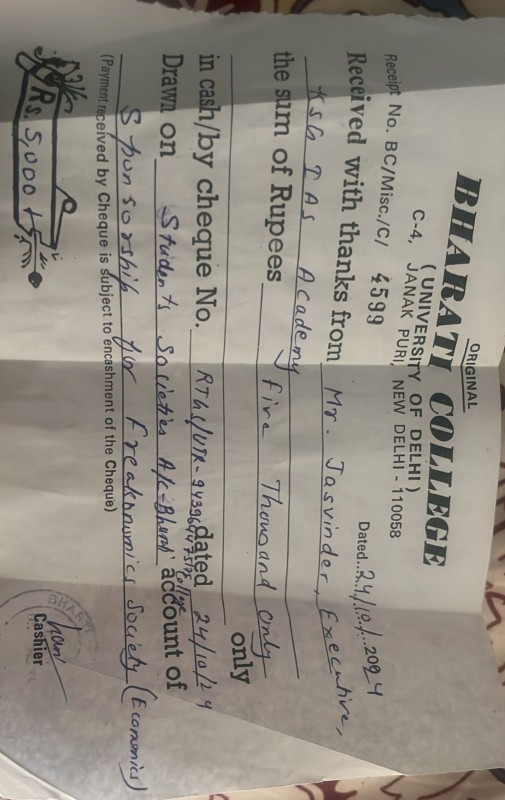 ORIGINAL
BHARATI COLLEGE
(UNIVERSITY OF DELHI)
C-4, JANAK PURI, NEW DELHI - 110058
Receipt No. BC/Misc./C/ 4599 Dated...24/10/...2024
Received with thanks from Mr. Jasvinder, Executive,
KSG IAS Academy
the sum of Rupees five Thousand only
only
in cash/by cheque No. dated 24/10/24
Drawn on Students Societies A/c- College account of
Sponsorship for Freakonomics Society (Economics)
(Payment received by Cheque is subject to encashment of the Cheque)
Rs. 5,000/-
BHARATI
Cashier